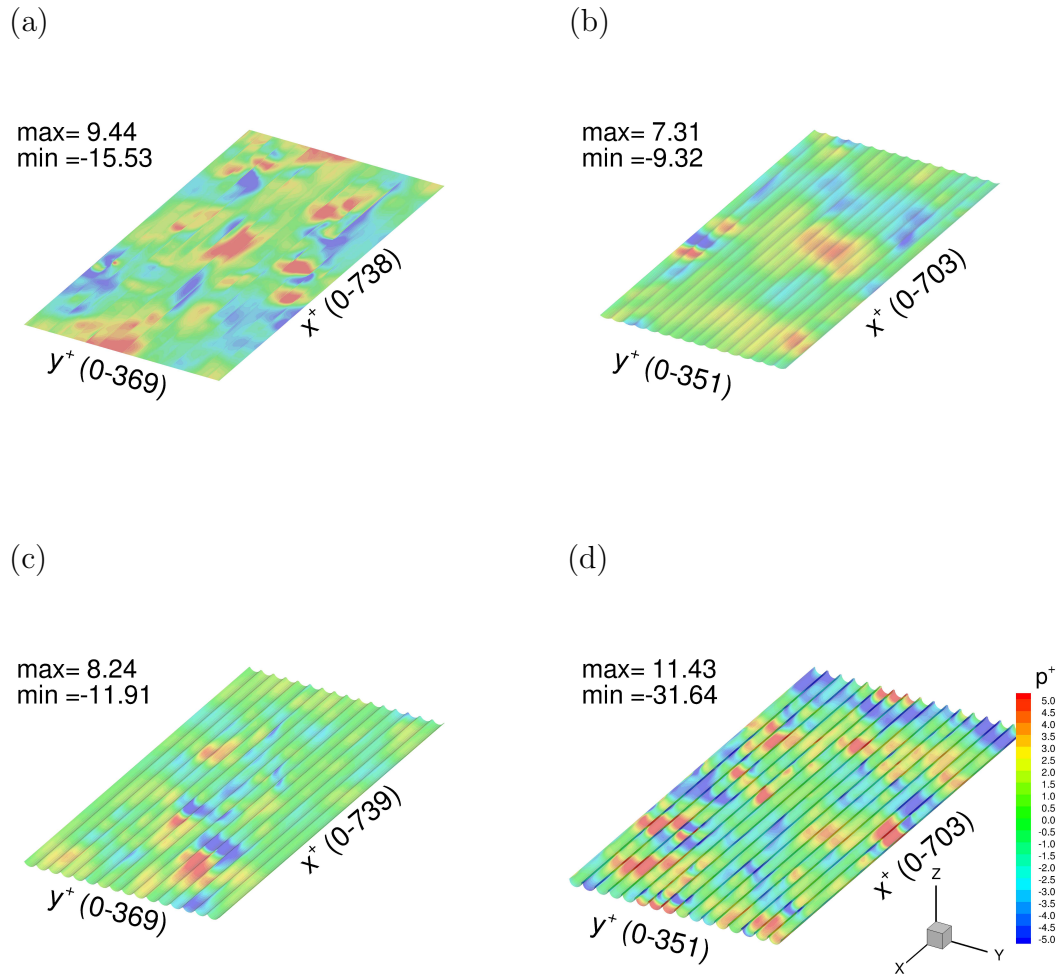 (a)
(b)
max= 9.44
min =-15.53
max= 7.31
min =-9.32
x⁺ (0-738)
y⁺ (0-369)
x⁺ (0-703)
y⁺ (0-351)
(c)
(d)
max= 8.24
min =-11.91
max= 11.43
min =-31.64
x⁺ (0-739)
y⁺ (0-369)
x⁺ (0-703)
y⁺ (0-351)
p⁺
5.0
4.5
4.0
3.5
3.0
2.5
2.0
1.5
1.0
0.5
0.0
-0.5
-1.0
-1.5
-2.0
-2.5
-3.0
-3.5
-4.0
-4.5
-5.0
Z
Y
X